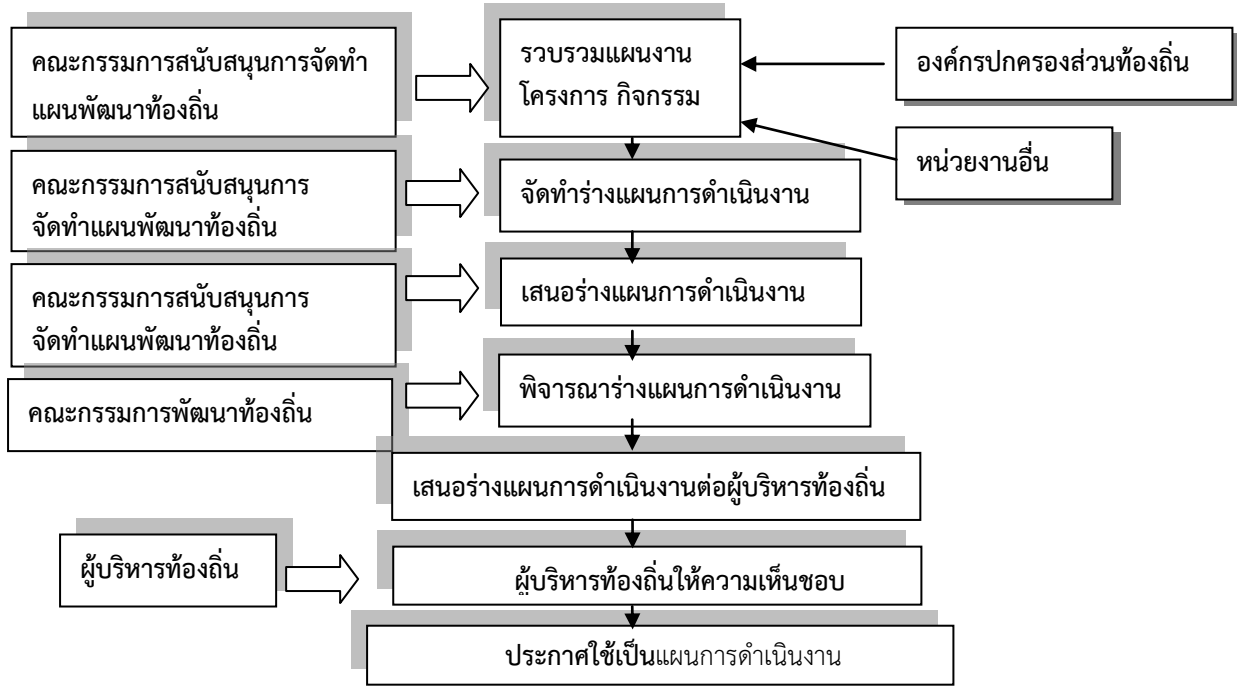 คณะกรรมการสนับสนุนการจัดทำ
แผนพัฒนาท้องถิ่น
รวบรวมแผนงาน
โครงการ กิจกรรม
องค์กรปกครองส่วนท้องถิ่น
หน่วยงานอื่น
คณะกรรมการสนับสนุนการ
จัดทำแผนพัฒนาท้องถิ่น
จัดทำร่างแผนการดำเนินงาน
คณะกรรมการสนับสนุนการ
จัดทำแผนพัฒนาท้องถิ่น
เสนอร่างแผนการดำเนินงาน
คณะกรรมการพัฒนาท้องถิ่น
พิจารณาร่างแผนการดำเนินงาน
เสนอร่างแผนการดำเนินงานต่อผู้บริหารท้องถิ่น
ผู้บริหารท้องถิ่น
ผู้บริหารท้องถิ่นให้ความเห็นชอบ
ประกาศใช้เป็นแผนการดำเนินงาน